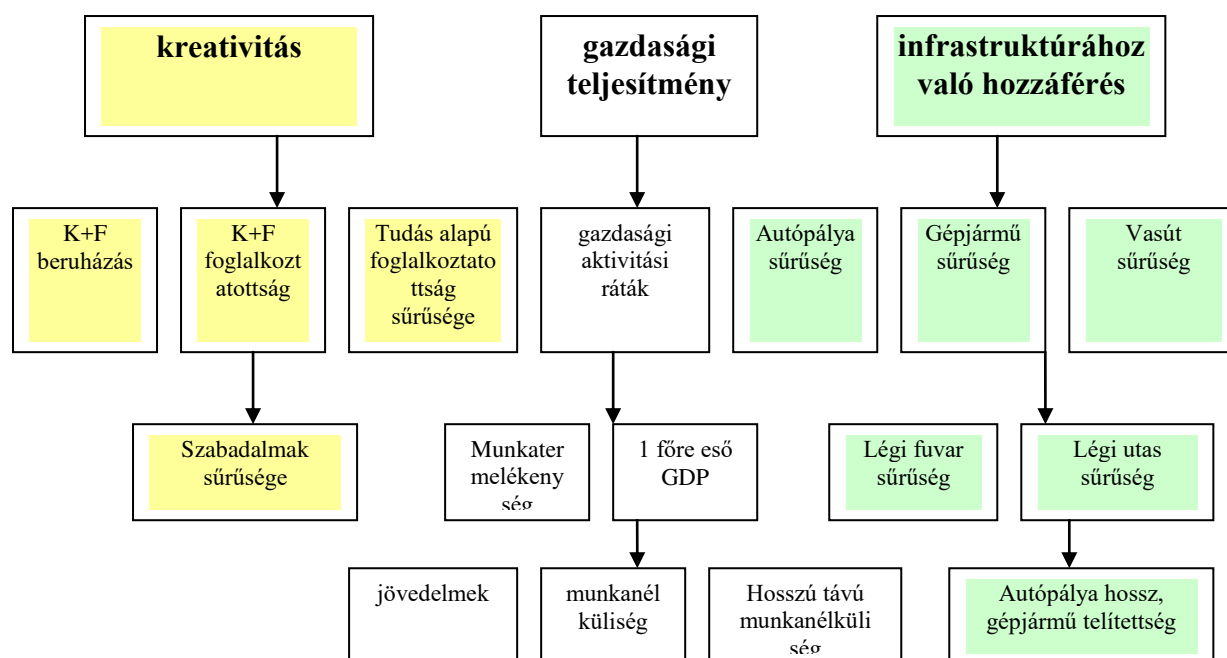 kreativitás
gazdasági
teljesítmény
infrastruktúrához
való hozzáférés
K+F
beruházás
K+F
foglalkozt
atottság
Tudás alapú
foglalkoztato
ttság
sűrűsége
gazdasági
aktivitási
ráták
Autópálya
sűrűség
Gépjármű
sűrűség
Vasút
sűrűség
Szabadalmak
sűrűsége
Munkater
melékeny
ség
1 főre eső
GDP
Légi fuvar
sűrűség
Légi utas
sűrűség
jövedelmek
munkanél
küliség
Hosszú távú
munkanélküli
ség
Autópálya hossz,
gépjármű telítettség